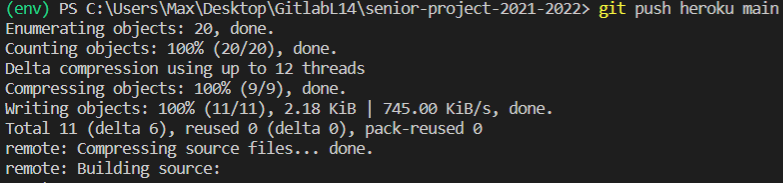 (env) PS C:\Users\Max\Desktop\GitlabL14\senior-project-2021-2022> git push heroku main
Enumerating objects: 20, done.
Counting objects: 100% (20/20), done.
Delta compression using up to 12 threads
Compressing objects: 100% (9/9), done.
Writing objects: 100% (11/11), 2.18 KiB | 745.00 KiB/s, done.
Total 11 (delta 6), reused 0 (delta 0), pack-reused 0
remote: Compressing source files... done.
remote: Building source: